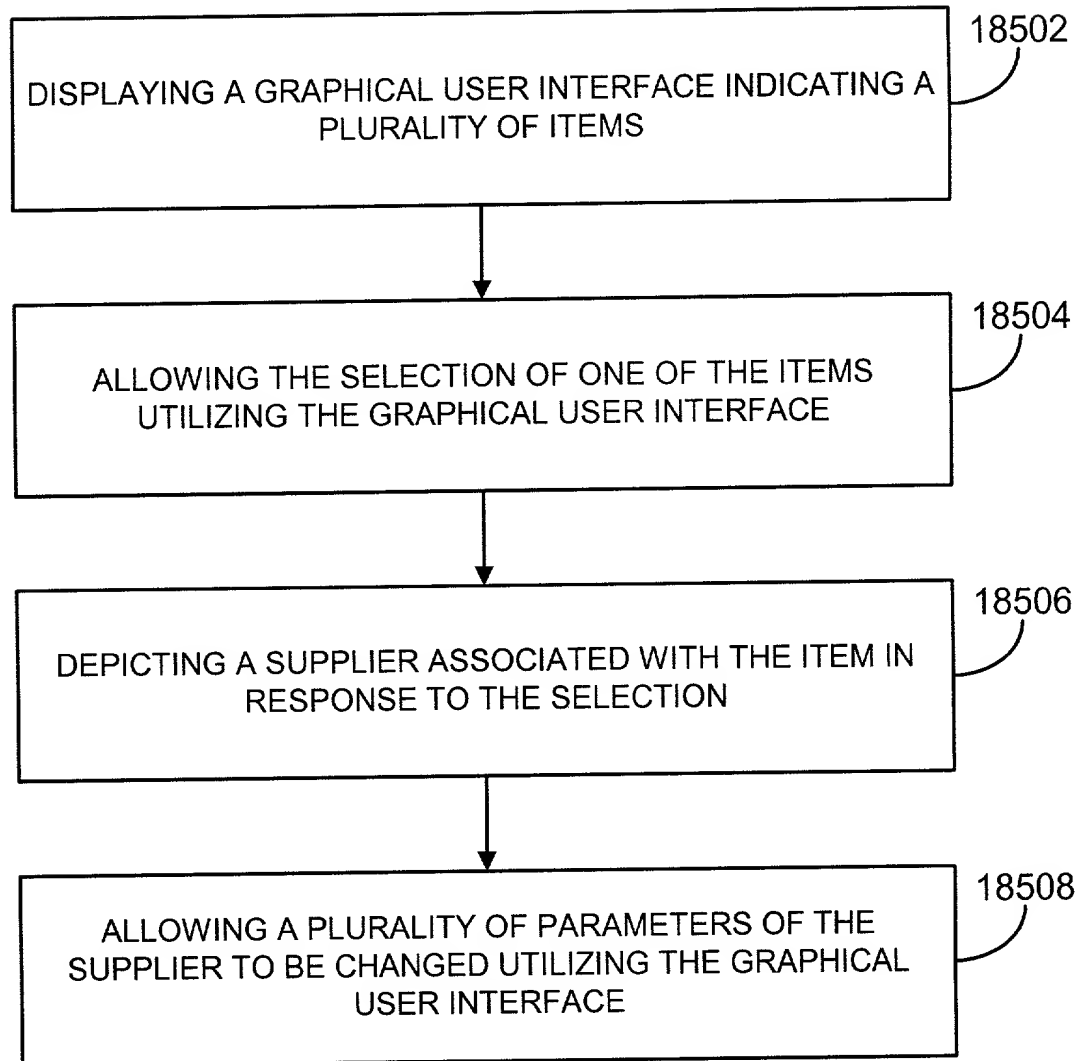 18502
DISPLAYING A GRAPHICAL USER INTERFACE INDICATING A
PLURALITY OF ITEMS
18504
ALLOWING THE SELECTION OF ONE OF THE ITEMS
UTILIZING THE GRAPHICAL USER INTERFACE
18506
DEPICTING A SUPPLIER ASSOCIATED WITH THE ITEM IN
RESPONSE TO THE SELECTION
18508
ALLOWING A PLURALITY OF PARAMETERS OF THE
SUPPLIER TO BE CHANGED UTILIZING THE GRAPHICAL
USER INTERFACE